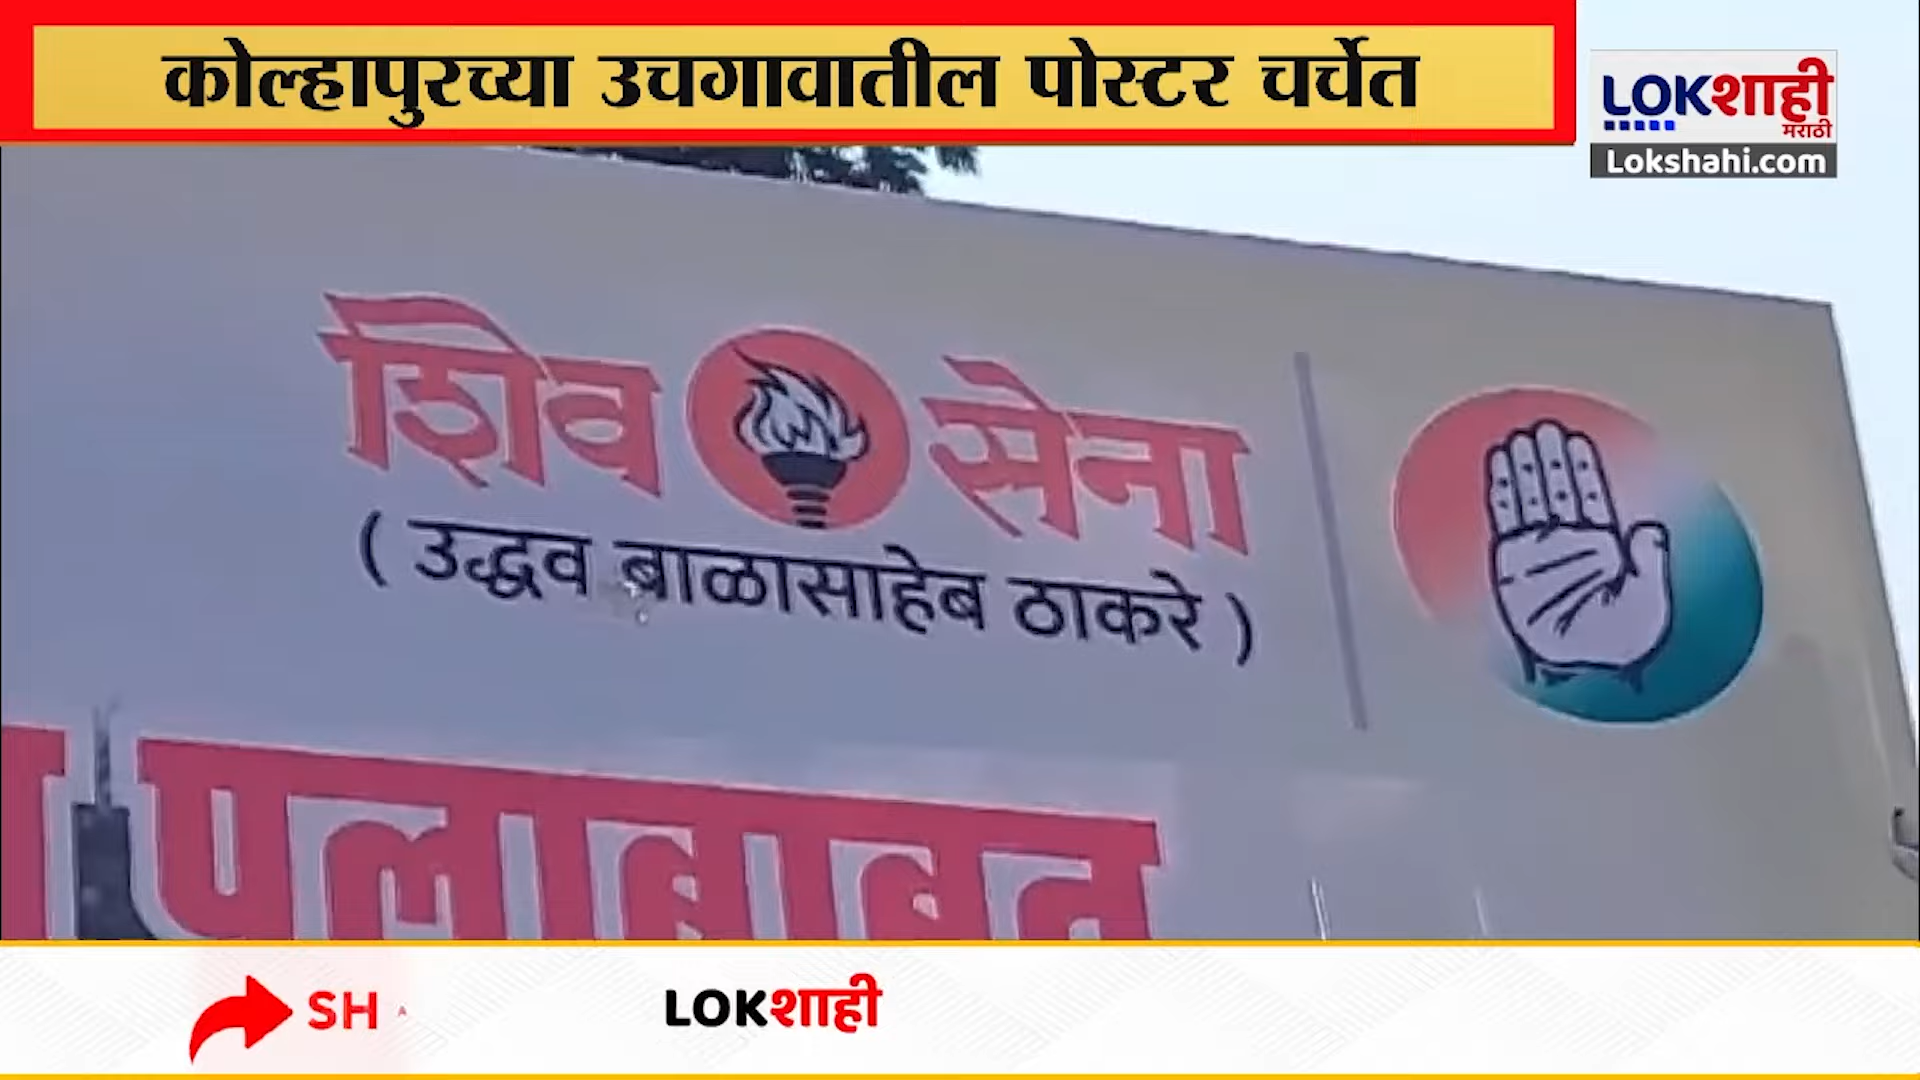 कोल्हापुरच्या उचगावातील पोस्टर चर्चेत
LOKशाही
मराठी
Lokshahi.com
शिव सेना
( उद्धव बाळासाहेब ठाकरे )
SH
LOKशाही